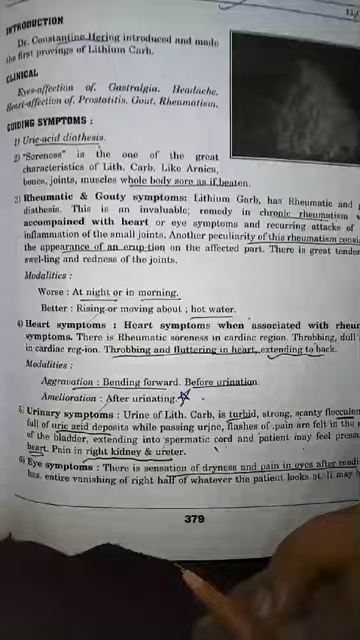 INTRODUCTION
Dr. Constantina Hering introduced and made
the first provings of Lithium Carb.
CLINICAL
Eyes-affection of. Gastralgia. Headache.
Heart-affection of. Prostatitis. Gout. Rheumatism.
GUIDING SYMPTOMS :
1) Uric-acid diathesis.
2) "Soreness" is the one of the great
characteristics of Lith. Carb. Like Arnica,
bones, joints, muscles whole body sore as if beaten.
3) Rheumatic & Gouty symptoms: Lithium Garb, has Rheumatic and
diathesis. This is an invaluable; remedy in chronic rheumatism
accompnained with heart or eye symptoms and recurring attacks of
inflammation of the small joints. Another peculiarity of this rheumatism
the appearance of an erup-tion on the affected part. There is great
swel-ling and redness of the joints.
Modalities :
Worse : At night or in morning.
Better : Rising or moving about ; hot water.
4) Heart symptoms : Heart symptoms when associated with
symptoms. There is Rheumatic soreness in cardiac region. Throbbing, dull
in cardiac reg-ion. Throbbing and fluttering in heart, extending to back.
Modalities :
Aggravation : Bending forward. Before urination.
Amelioration : After urinating.
5) Urinary symptoms : Urine of Lith. Carb, is turbid, strong, scanty
full of uric acid deposits while passing urine, flashes of .pain are felt in the
of the bladder, extending into spermatic cord and patient may feel
heart. Pain in right kidney & ureter.
6) Eye symptoms : There is sensation of dryness and pain in eyes after
has, entire vanishing of right half of whatever the patient looks at. It may
379